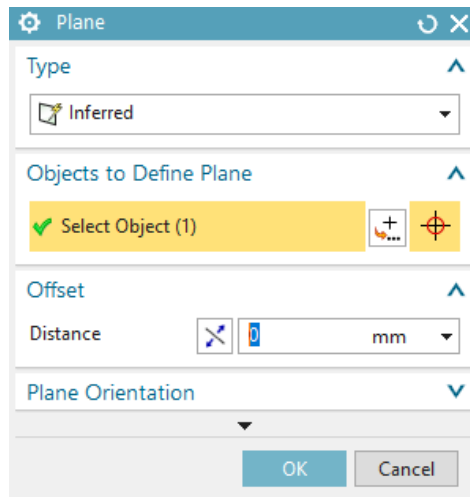 Plane
Type
Inferred
Objects to Define Plane
Select Object (1)
Offset
Distance 0 mm
Plane Orientation
OK Cancel